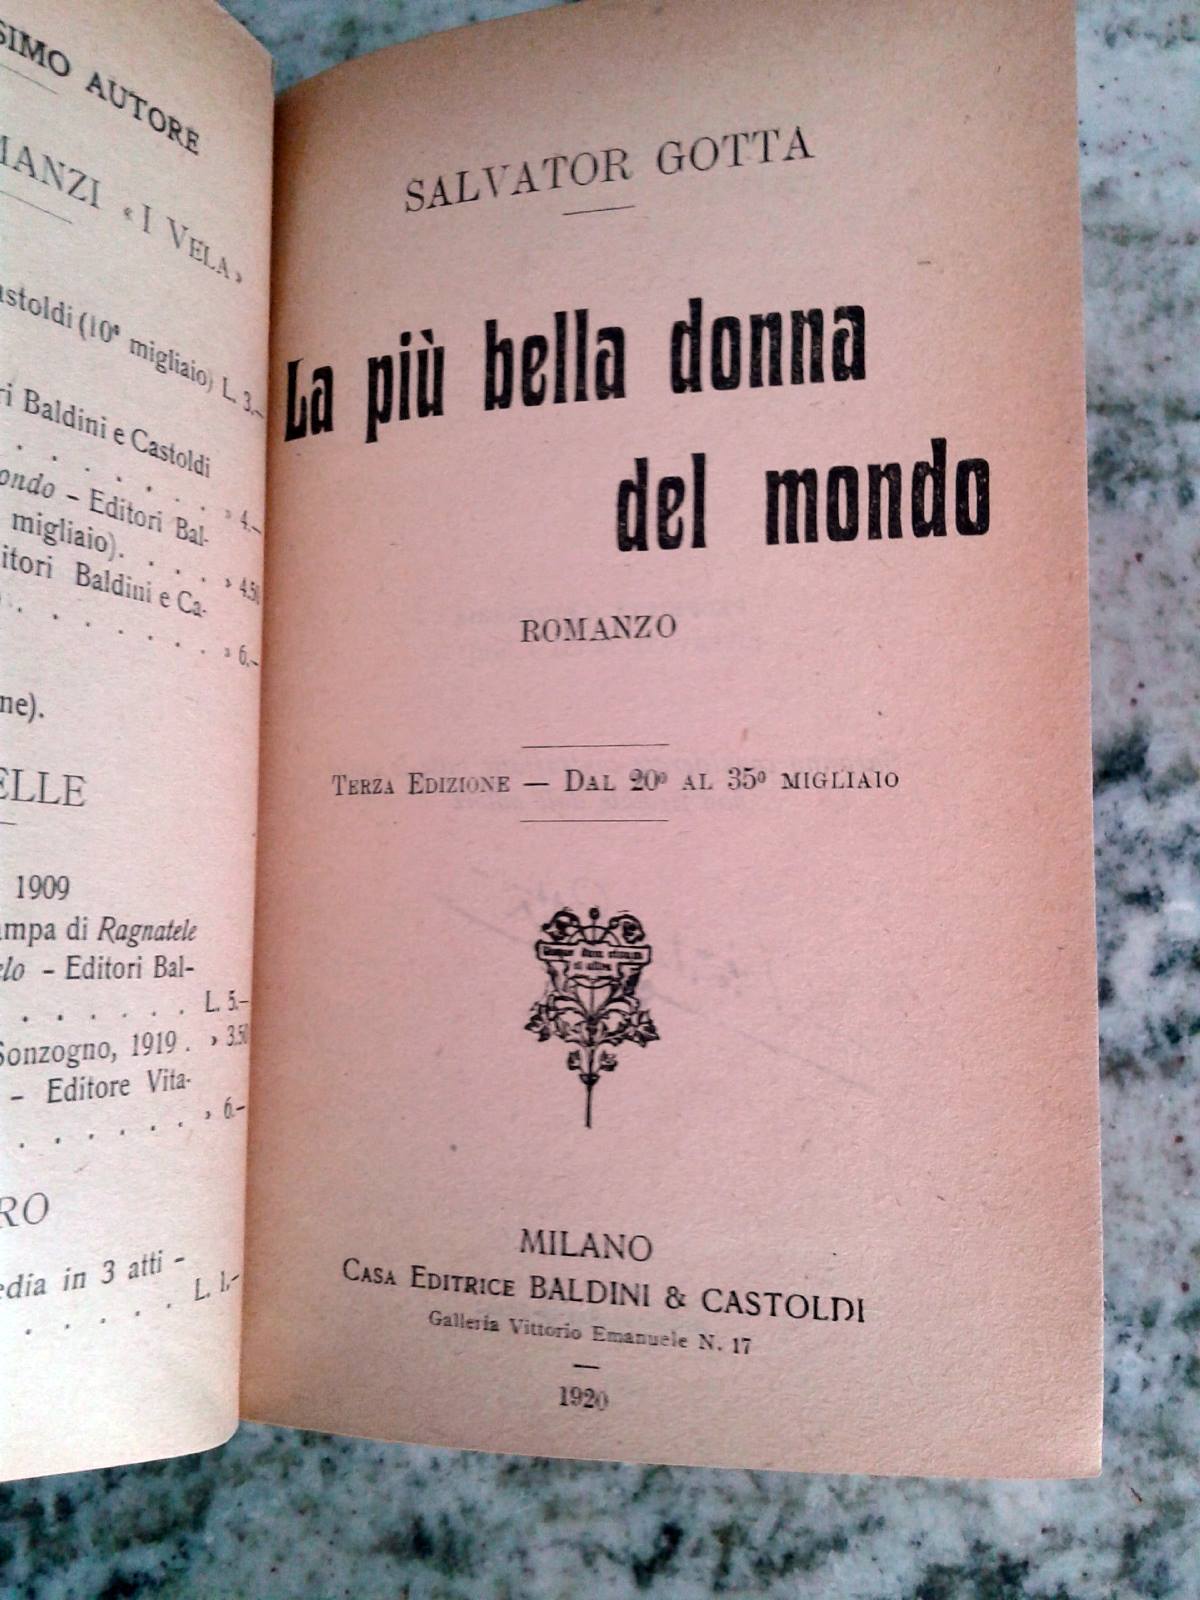 SIMO AUTORE
MANZI « I VELA »
astoldi (10° migliaio) L. 3,–
ri Baldini e Castoldi
. . . . . . . » 4.–
ondo – Editori Bal-
migliaio). . . . . » 4.50
itori Baldini e Ca-
. . . . . . . » 6,–
ne).
ELLE
1909
ampa di Ragnatele
elo – Editori Bal-
. . . . . . L. 5.–
Sonzogno, 1919 . » 3.50
– Editore Vita-
. . . . . . » 6.–
RO
edia in 3 atti –
. . . . . L. 1,–
SALVATOR GOTTA
La più bella donna
del mondo
ROMANZO
TERZA EDIZIONE — DAL 20° AL 35° MIGLIAIO
MILANO
CASA EDITRICE BALDINI & CASTOLDI
Galleria Vittorio Emanuele N. 17
1920